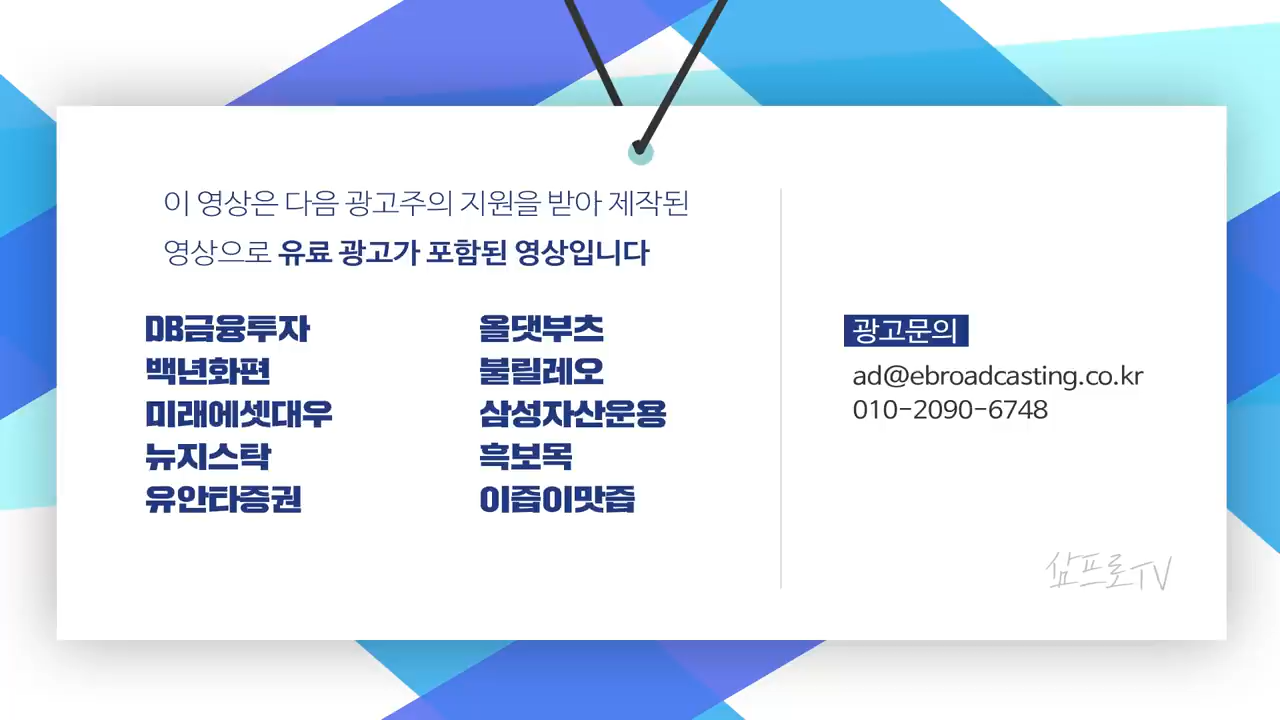 이 영상은 다음 광고주의 지원을 받아 제작된
영상으로 유료 광고가 포함된 영상입니다
DB금융투자
백년화편
미래에셋대우
뉴지스탁
유안타증권
올댓부츠
불릴레오
삼성자산운용
흑보목
이즙이맛즙
광고문의
ad@ebroadcasting.co.kr
010-2090-6748
삼프로TV